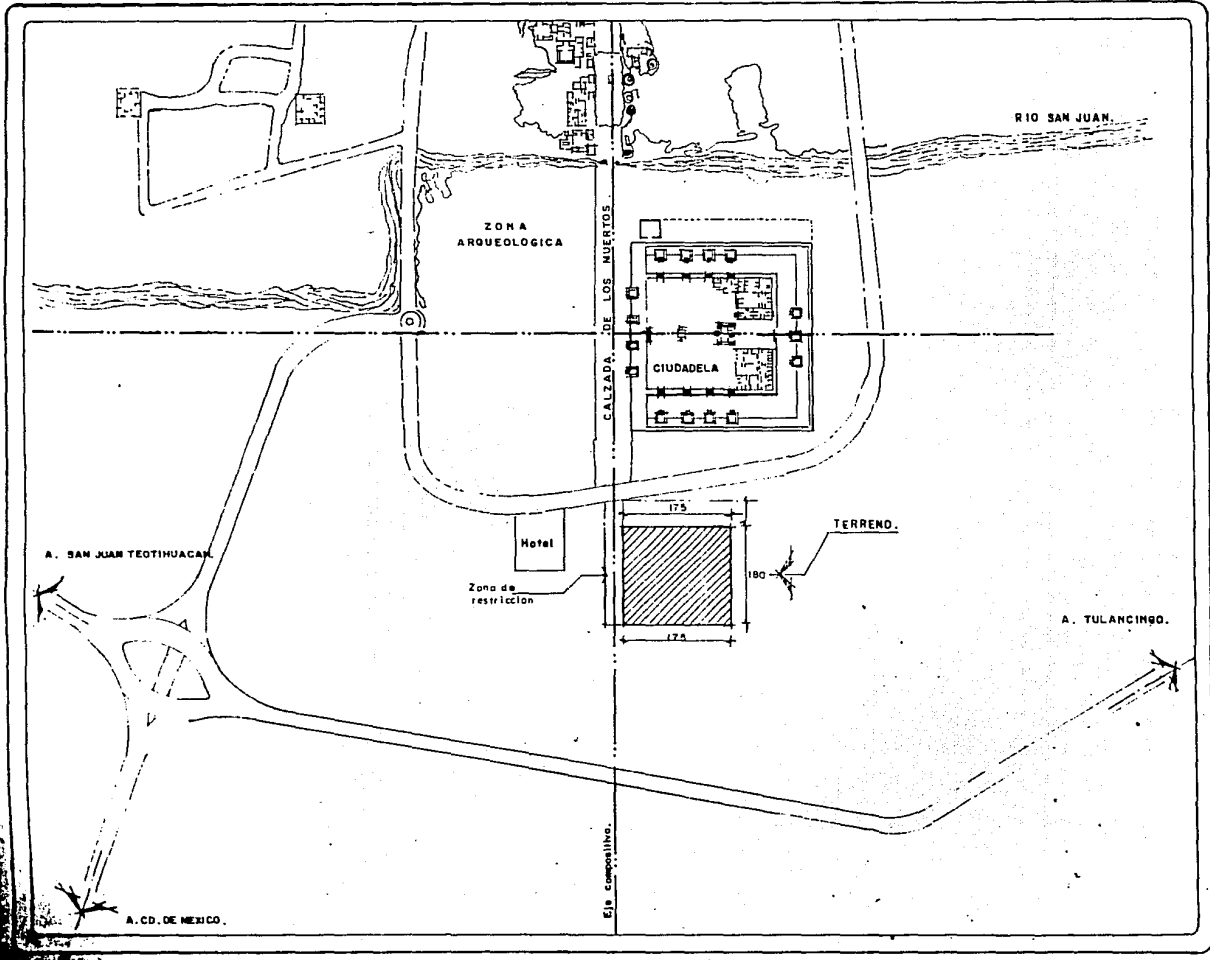 RIO SAN JUAN.
ZONA
ARQUEOLOGICA
CALZADA DE LOS MUERTOS
CIUDADELA
175
TERRENO.
Hotel
A. SAN JUAN TEOTIHUACAN.
180
Zona de
restriccion
A. TULANCINGO.
175
Eje compositivo.
A. CD. DE MEXICO.